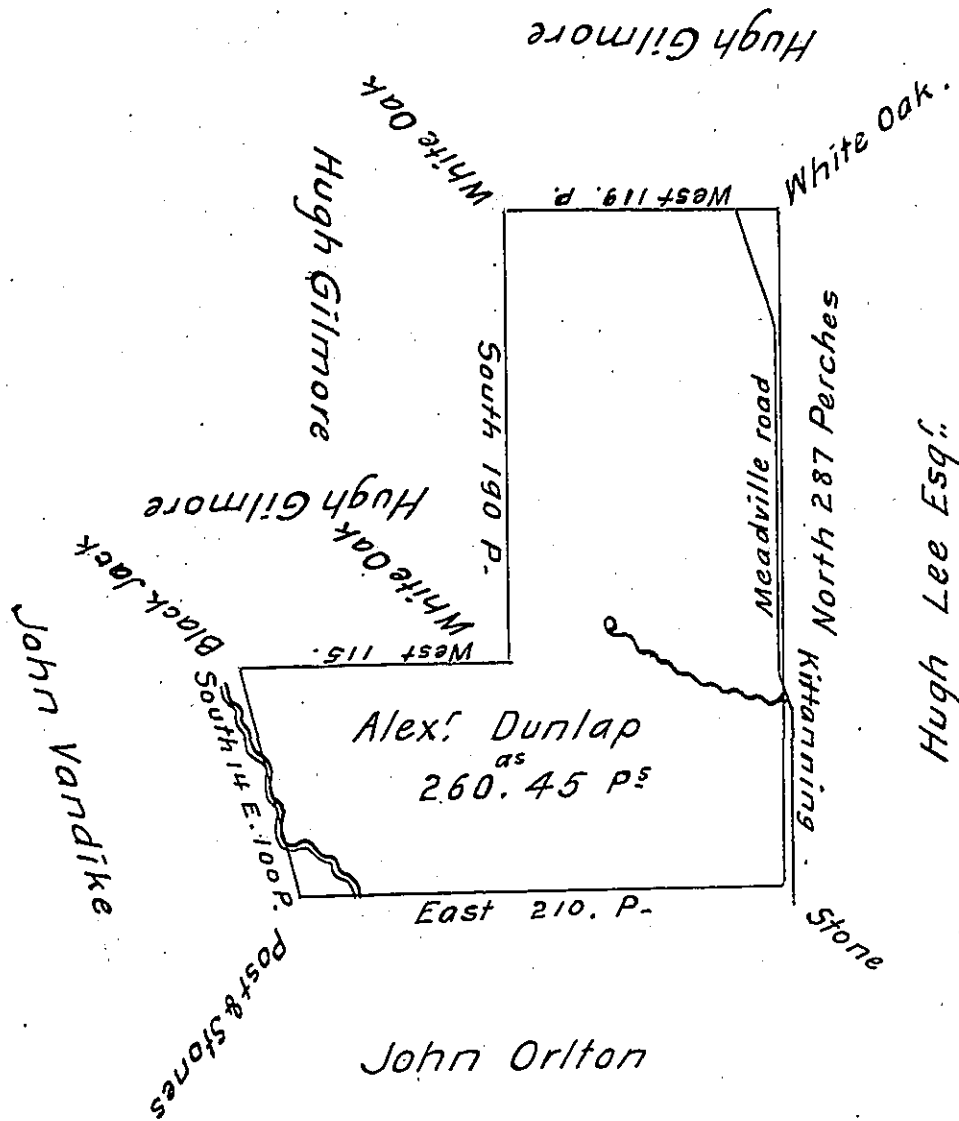 Hugh Gilmore
White Oak
White Oak.
West 119. p.
Hugh Gilmore
South 190 P.
Meadville road
North 287 Perches
Hugh Lee Esqr.
Hugh Gilmore
White Oak
Black Jack
West 115.
John Vandike
South 14 E. 100 P.
Alexr. Dunlap
as
260. 45 Ps
Kittanning
East 210. P-
Stone
Post & Stones
John Orlton